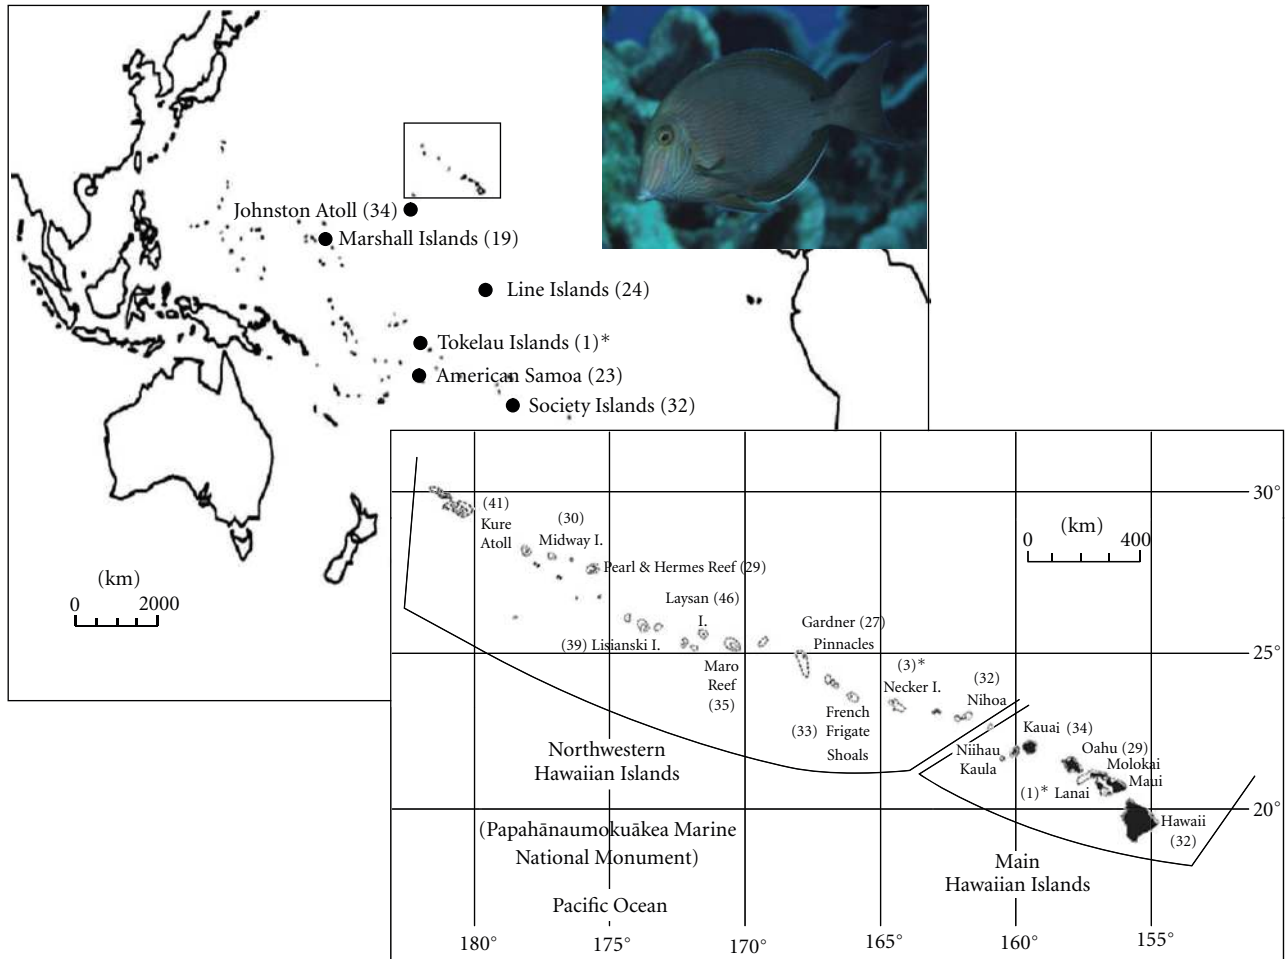 Johnston Atoll (34)
Marshall Islands (19)
Line Islands (24)
Tokelau Islands (1)*
American Samoa (23)
Society Islands (32)
(km)
0 2000
(41)
Kure
Atoll
(30)
Midway I.
Pearl & Hermes Reef (29)
Laysan (46)
I.
(39) Lisianski I.
Maro
Reef
(35)
Gardner (27)
Pinnacles
(3)*
Necker I.
(32)
Nihoa
French
(33) Frigate
Shoals
(km)
0 400
30°
25°
20°
Kauai (34)
Niihau
Kaula
Oahu (29)
Molokai
Maui
(1)* Lanai
Hawaii
(32)
Northwestern
Hawaiian Islands
(Papahānaumokuākea Marine
National Monument)
Pacific Ocean
Main
Hawaiian Islands
180° 175° 170° 165° 160° 155°